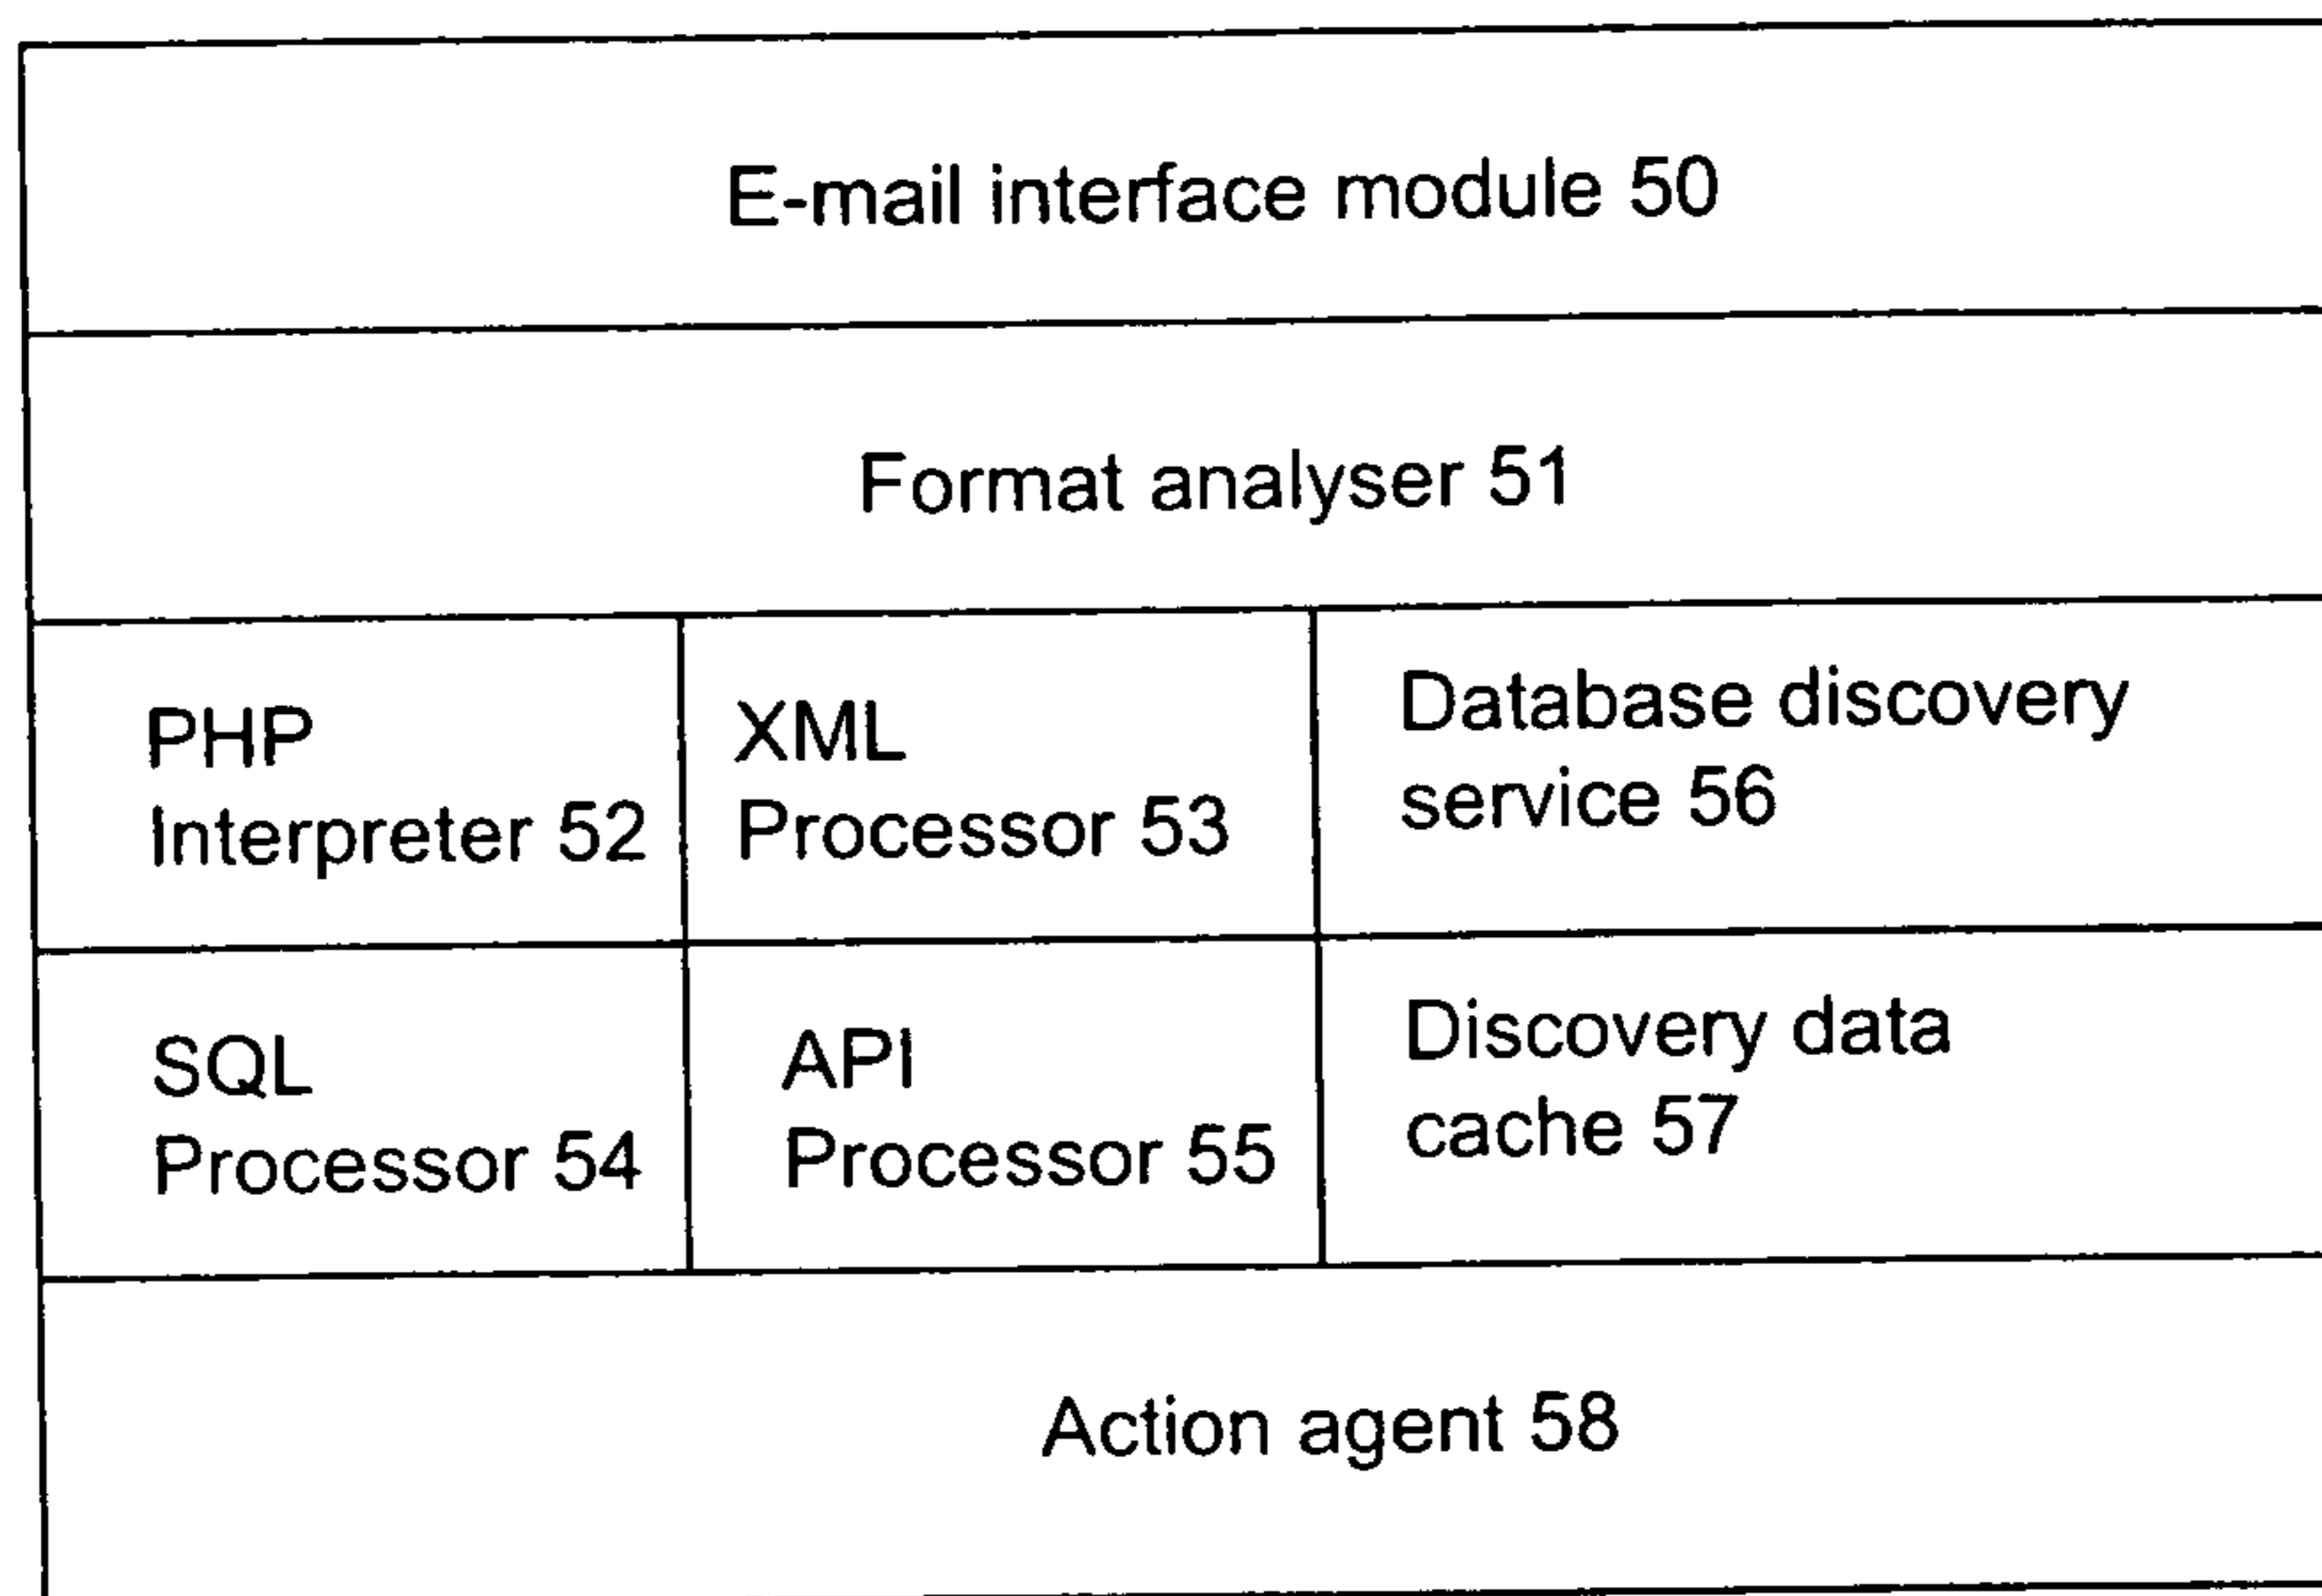 E-mail interface module 50
Format analyser 51
PHP
Interpreter 52
XML
Processor 53
Database discovery
service 56
SQL
Processor 54
API
Processor 55
Discovery data
cache 57
Action agent 58